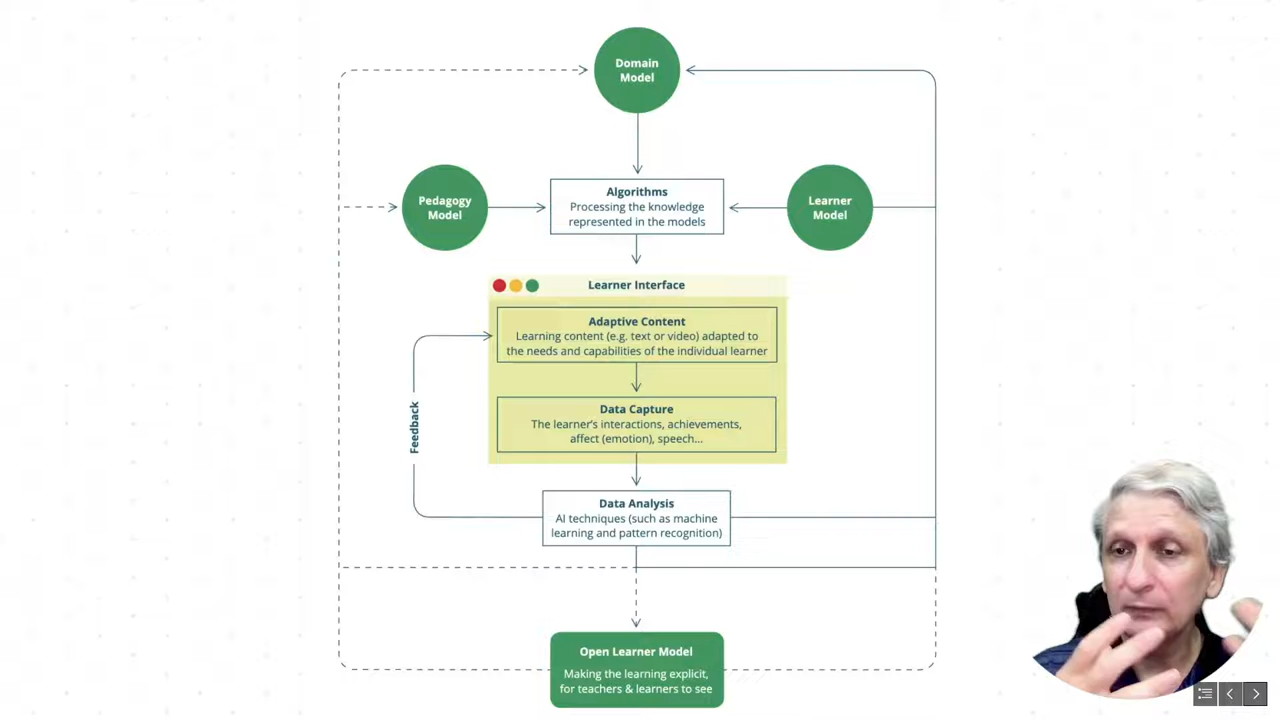 Domain
Model
Pedagogy
Model
Algorithms
Processing the knowledge
represented in the models
Learner
Model
Learner Interface
Adaptive Content
Learning content (e.g. text or video) adapted to
the needs and capabilities of the individual learner
Feedback
Data Capture
The learner's interactions, achievements,
affect (emotion), speech...
Data Analysis
AI techniques (such as machine
learning and pattern recognition)
Open Learner Model
Making the learning explicit,
for teachers & learners to see